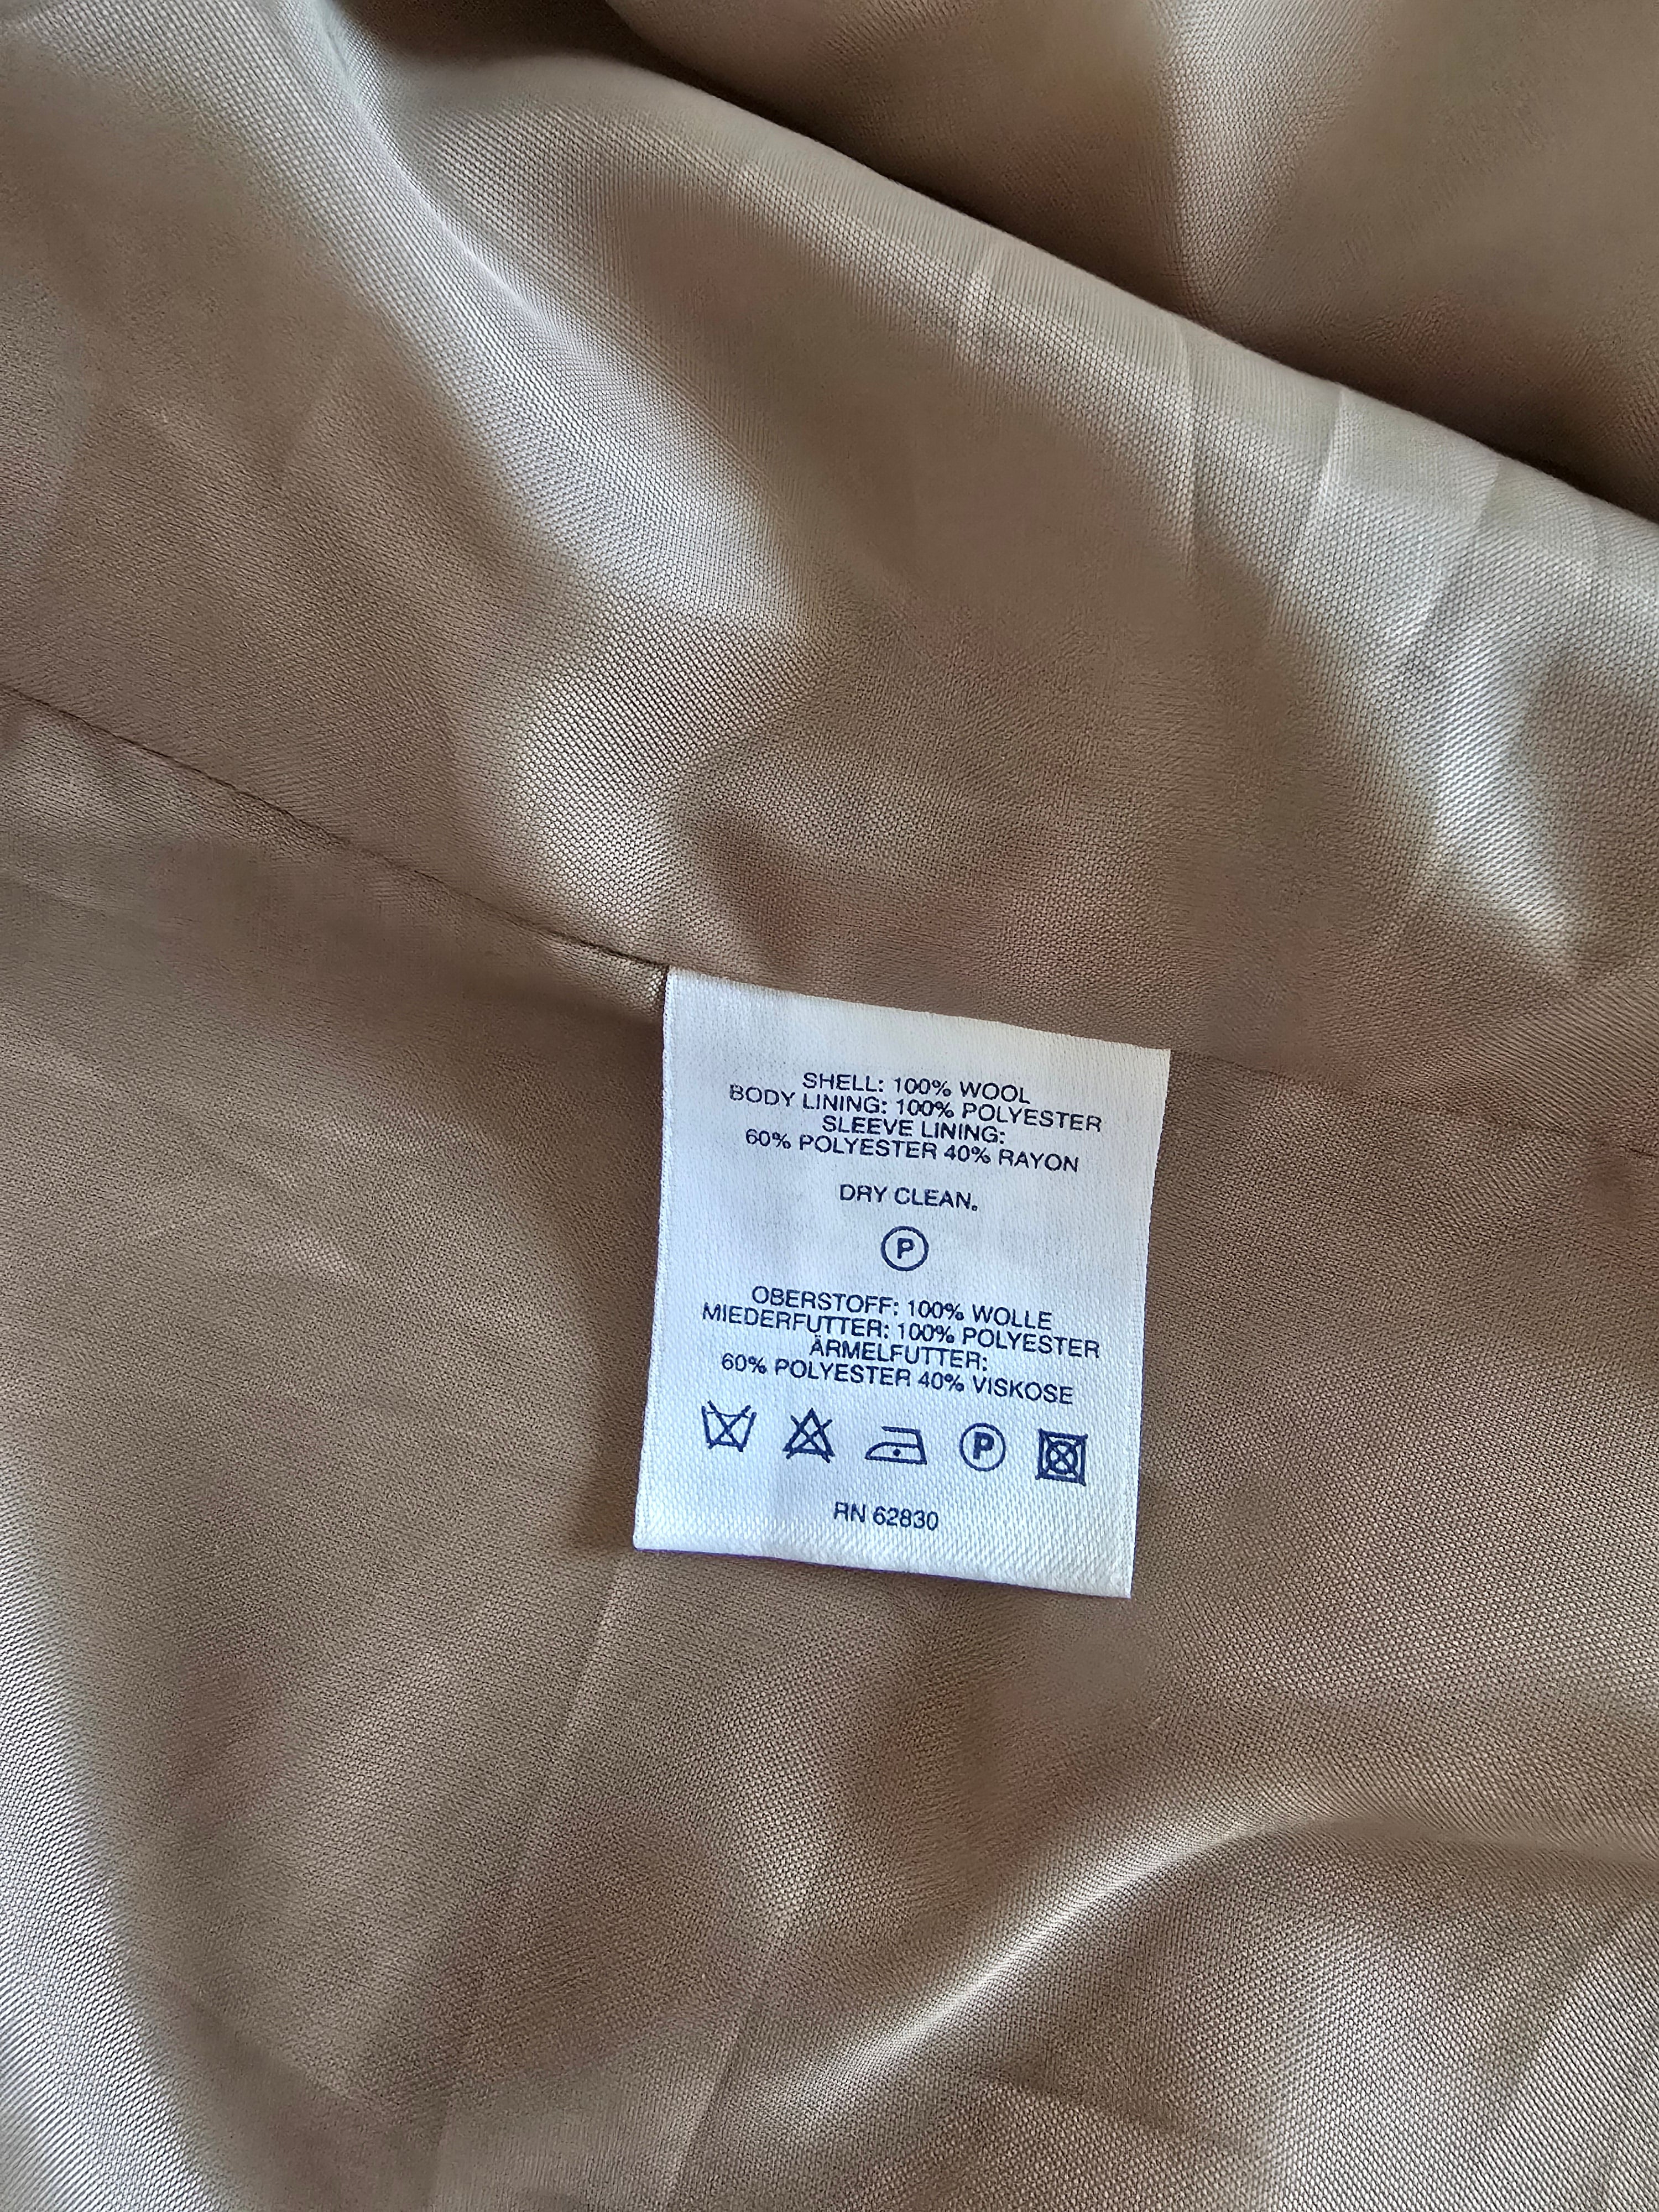 SHELL: 100% WOOL
BODY LINING: 100% POLYESTER
SLEEVE LINING:
60% POLYESTER 40% RAYON
DRY CLEAN.
P
OBERSTOFF: 100% WOLLE
MIEDERFUTTER: 100% POLYESTER
ÄRMELFUTTER:
60% POLYESTER 40% VISKOSE
P
RN 62830